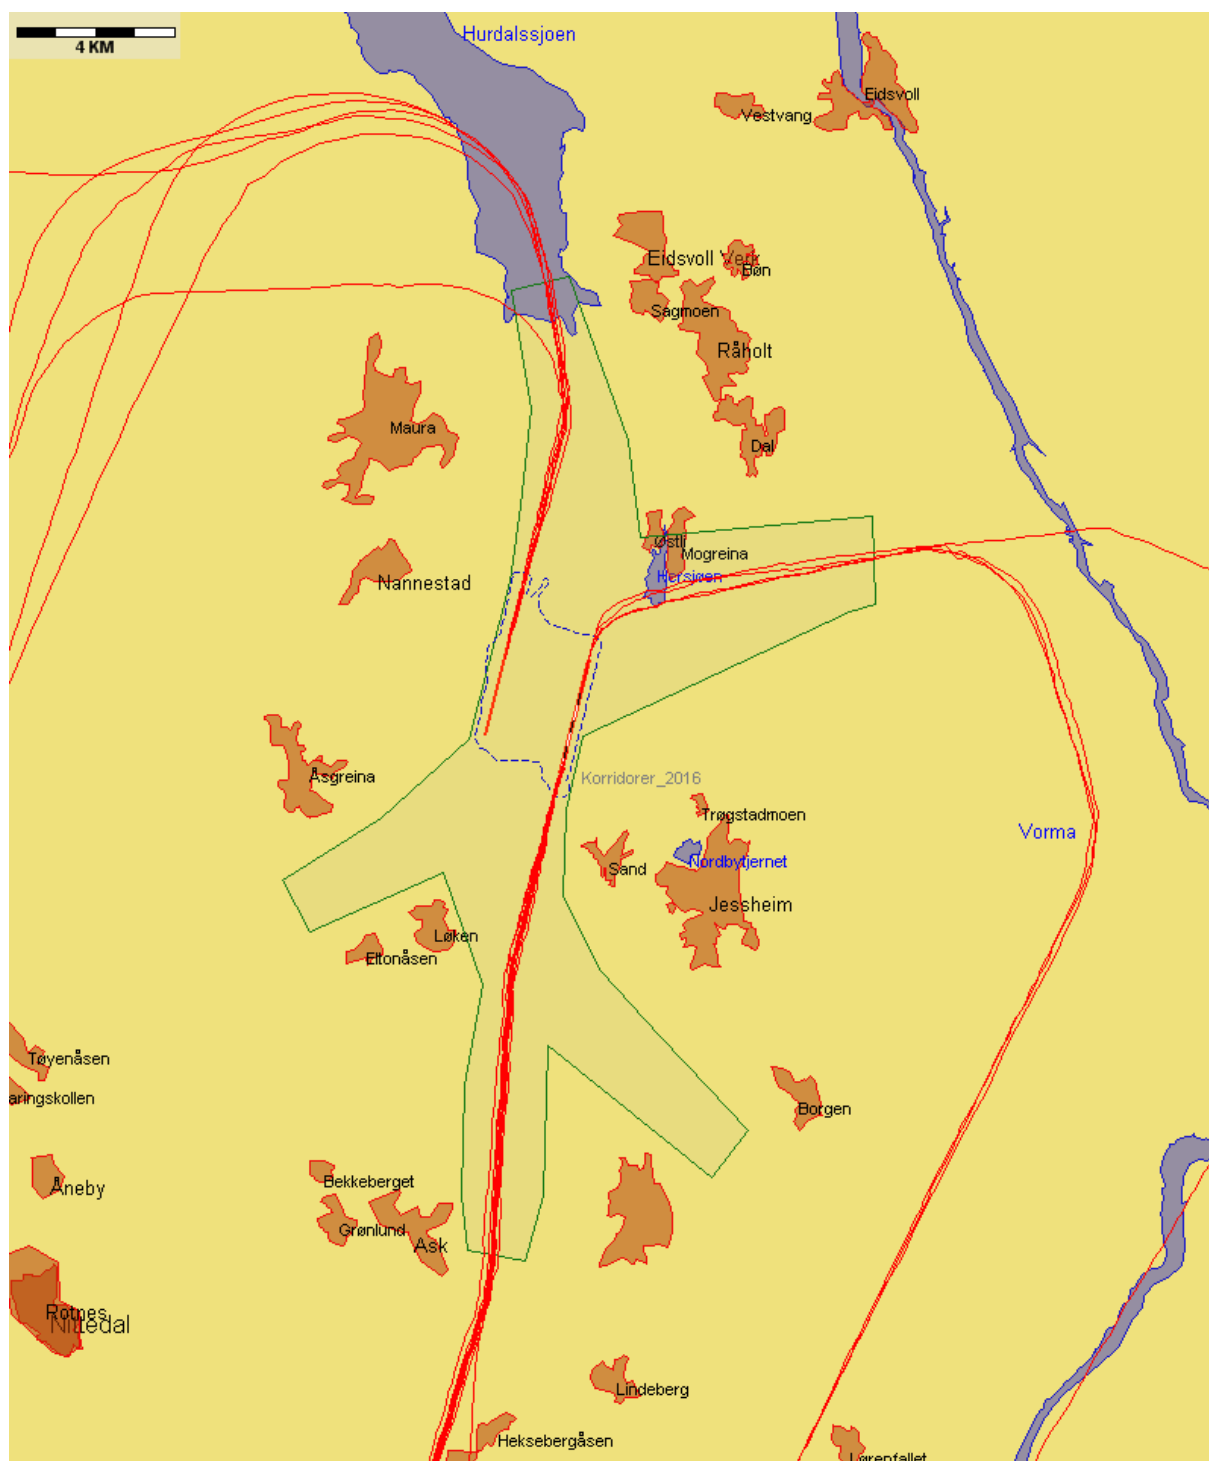 Hurdalssjoen
4 KM
Eidsvoll
Vestvang
Eidsvoll Verk
Bøn
Sagmoen
Råholt
Maura
Dal
Østli
Mogreina
Hersjøen
Nannestad
Åsgreina
Korridorer_2016
Trøgstadmoen
Vorma
Nordbytjernet
Sand
Jessheim
Løken
Eltonåsen
Tøyenåsen
aringskollen
Borgen
Åneby
Bekkeberget
Grønlund
Ask
Rotnes
Nittedal
Lindeberg
Heksebergåsen
Lørenfallet